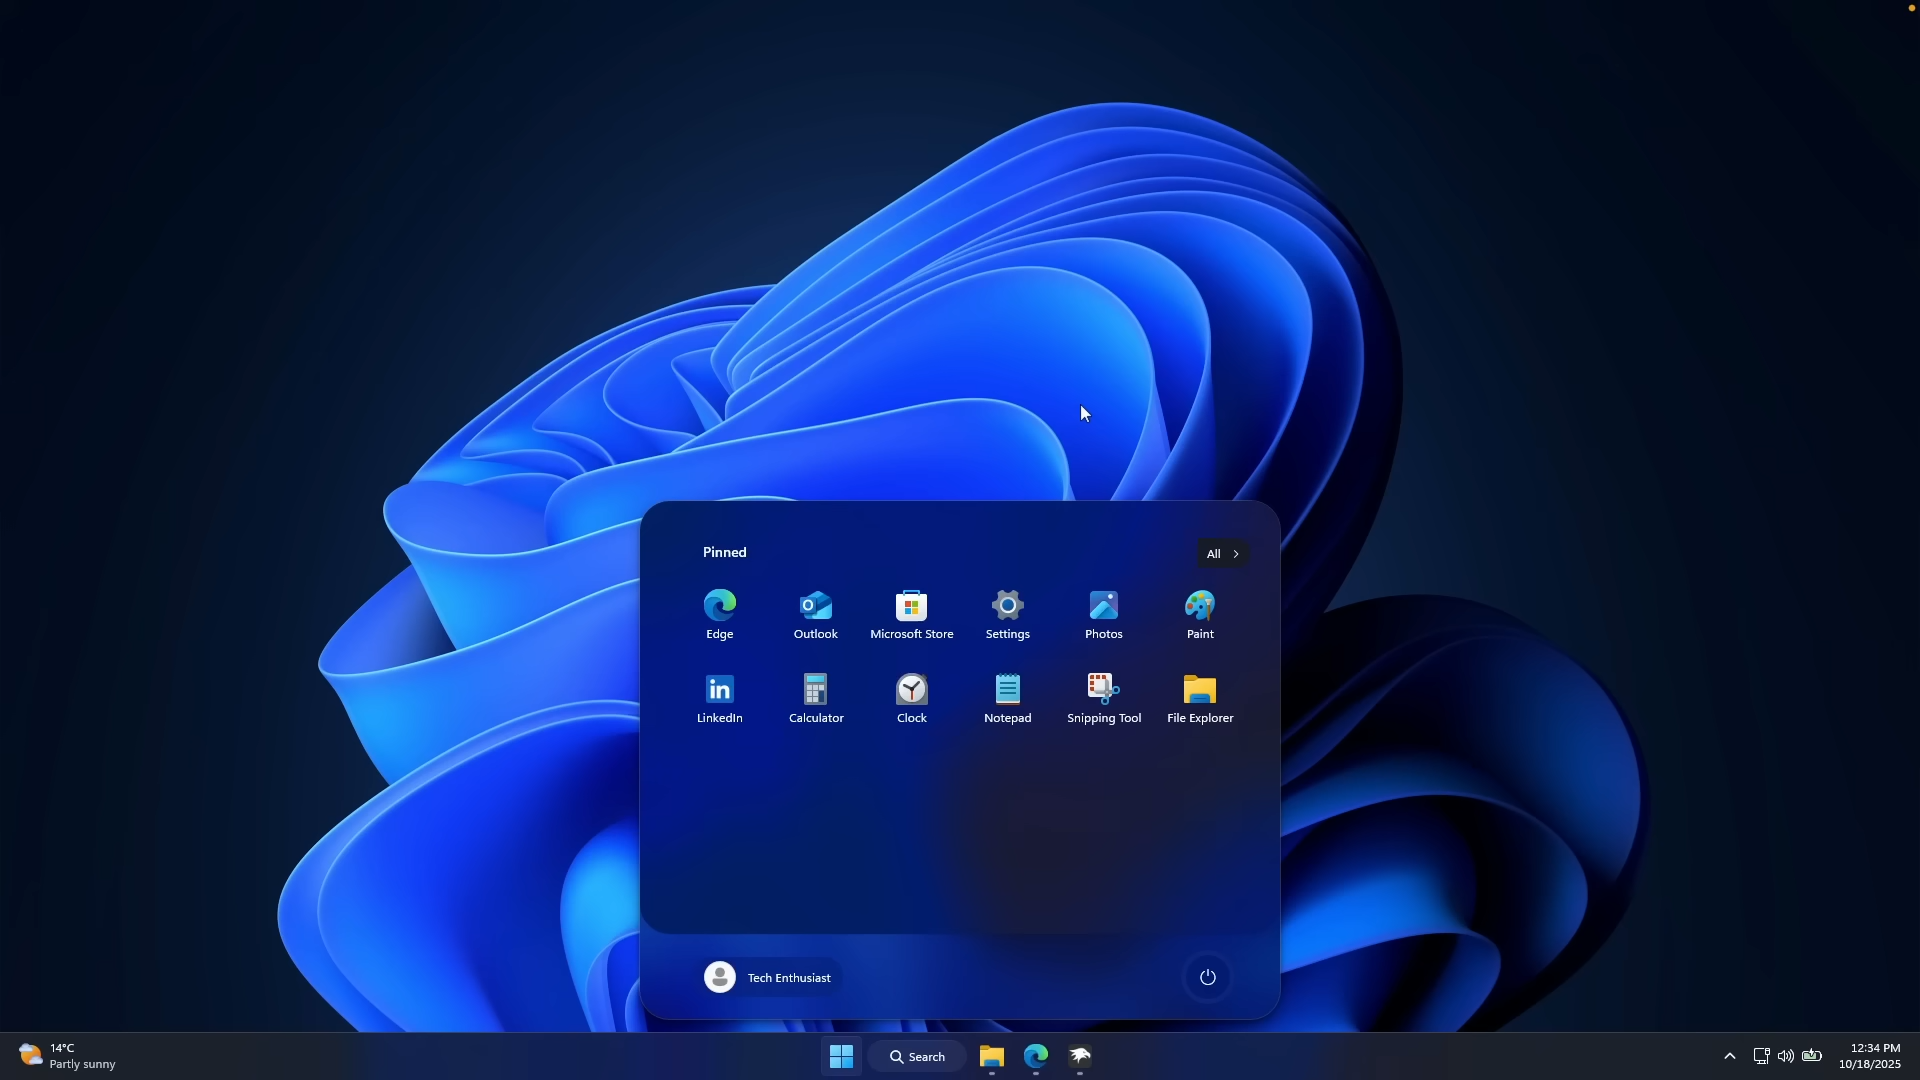 Pinned
All
Edge
Outlook
Microsoft Store
Settings
Photos
Paint
LinkedIn
Calculator
Clock
Notepad
Snipping Tool
File Explorer
Tech Enthusiast
14°C
Partly sunny
Search
12:34 PM
10/18/2025